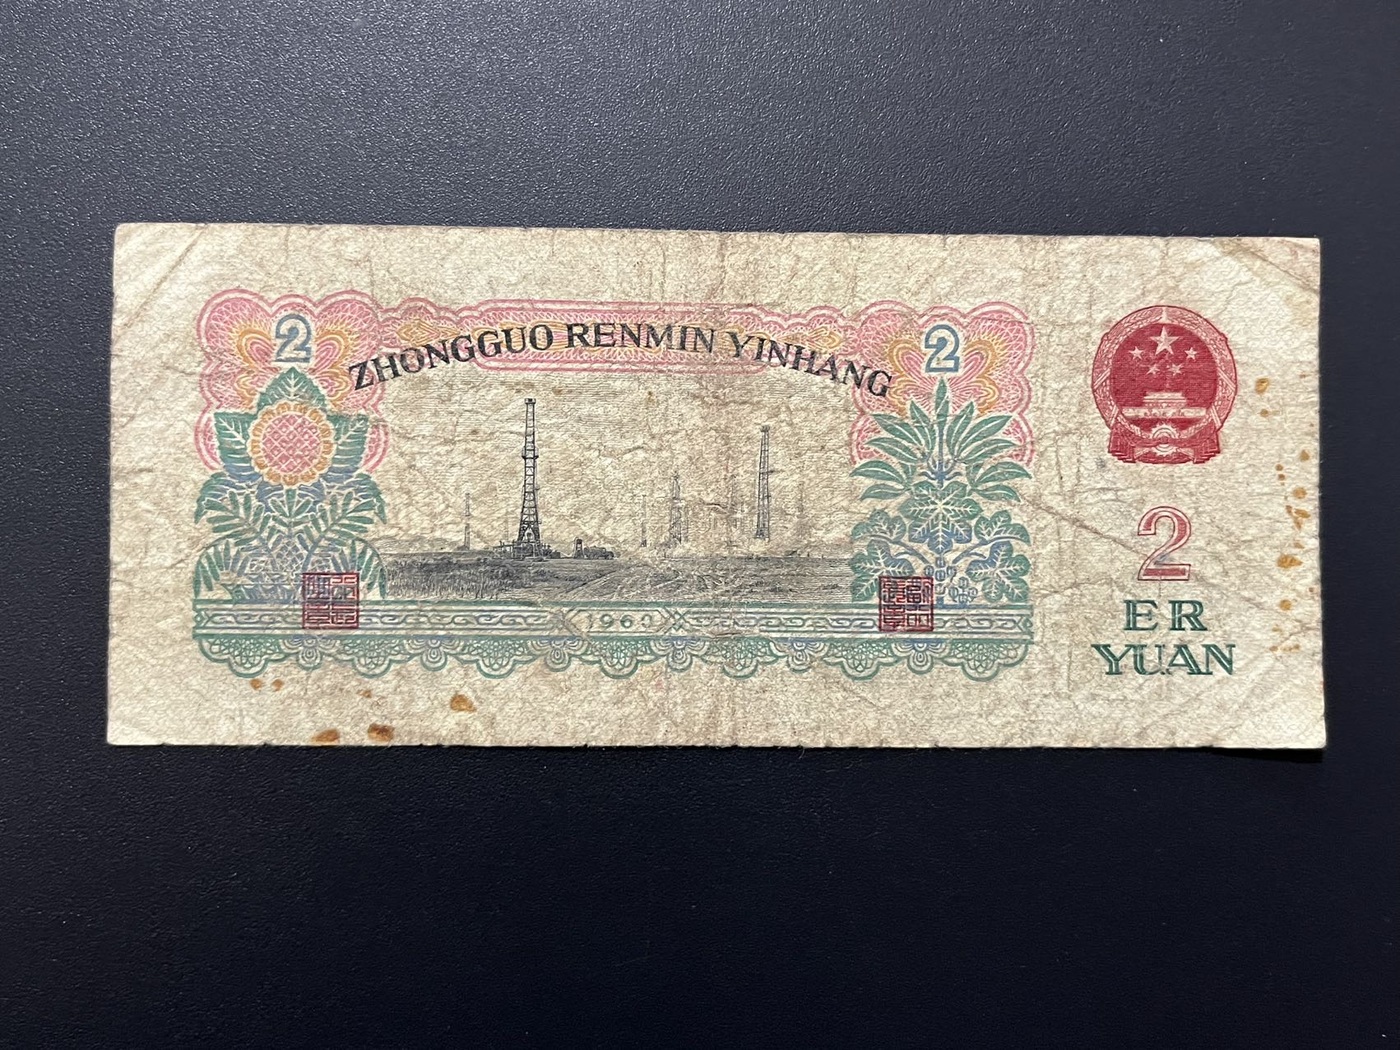 2
ZHONGGUO RENMIN YINHANG
2
1960
2
ER
YUAN